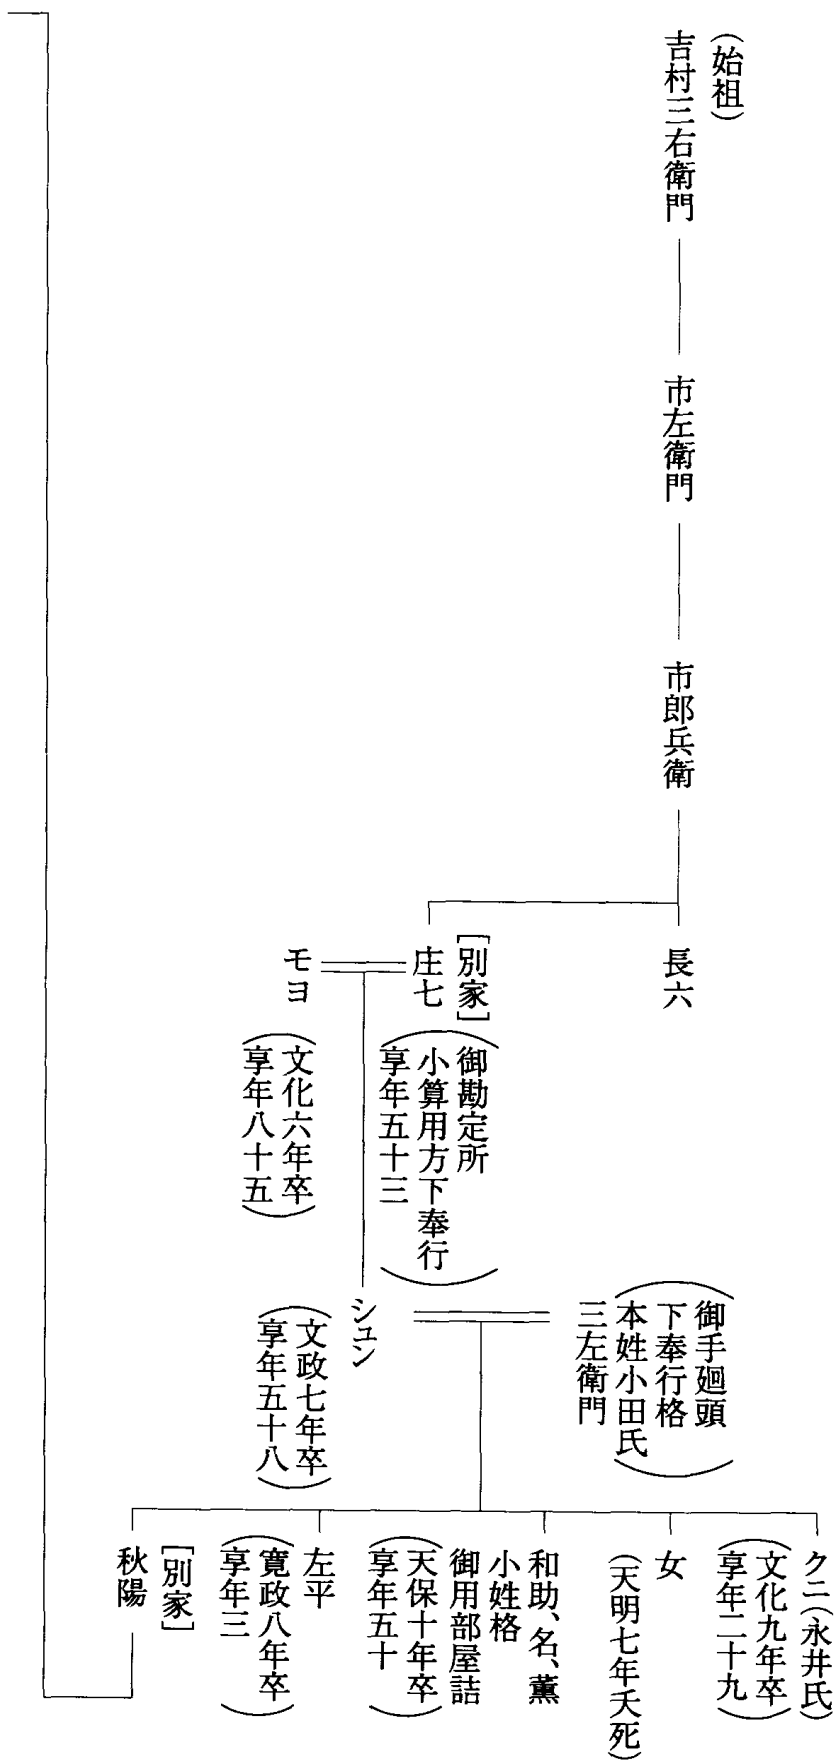 (始祖)
吉村三右衛門
市左衛門
市郎兵衛
長六
[別家]
庄七
(御勘定所
小算用方下奉行
享年五十三)
モヨ
(文化六年卒
享年八十五)
(御手廻頭
下奉行格
本姓小田氏)
三左衛門
シュン
(文政七年卒
享年五十八)
クニ(永井氏)
(文化九年卒
享年二十九)
女
(天明七年夭死)
和助、名、薫
小姓格
御用部屋詰
(天保十年卒
享年五十)
左平
(寛政八年卒
享年三)
[別家]
秋陽